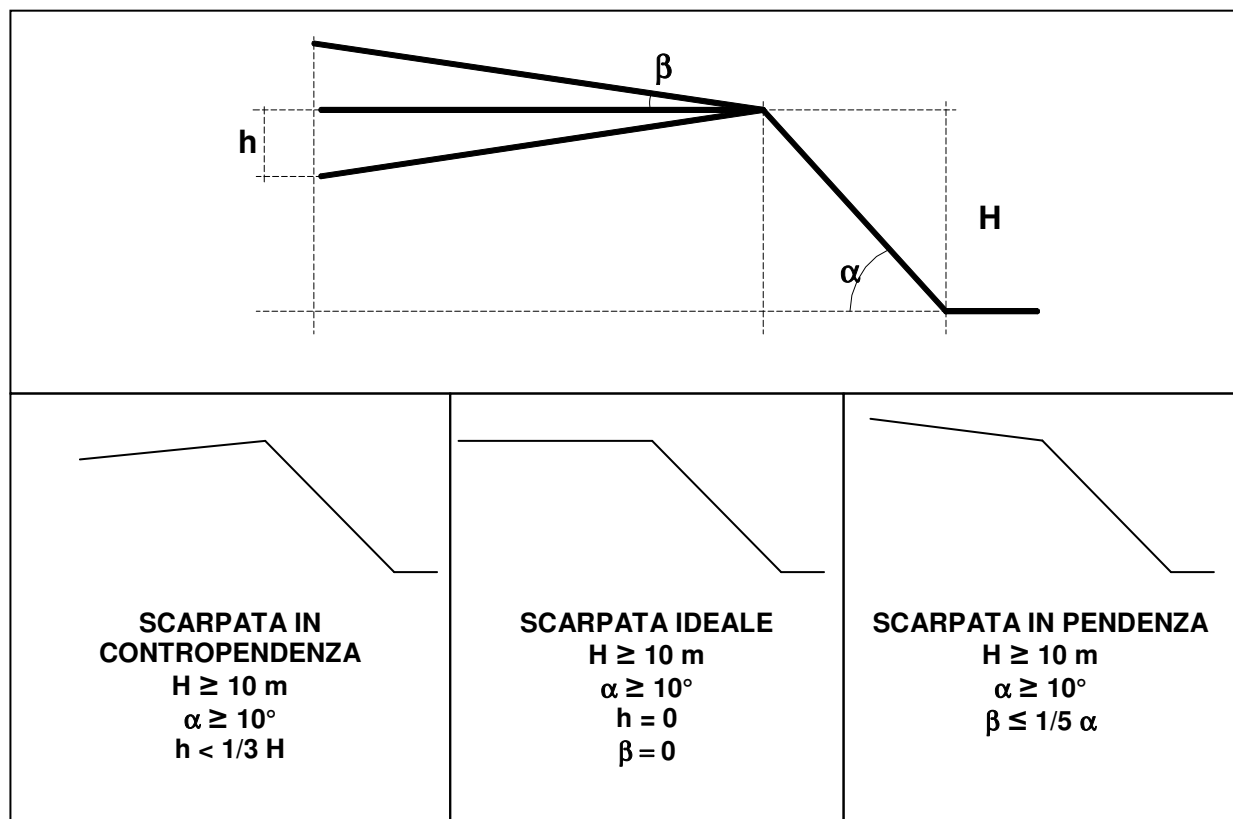 β
h
H
α
SCARPATA IN
CONTROPENDENZA
H ≥ 10 m
α ≥ 10°
h < 1/3 H
SCARPATA IDEALE
H ≥ 10 m
α ≥ 10°
h = 0
β = 0
SCARPATA IN PENDENZA
H ≥ 10 m
α ≥ 10°
β ≤ 1/5 α